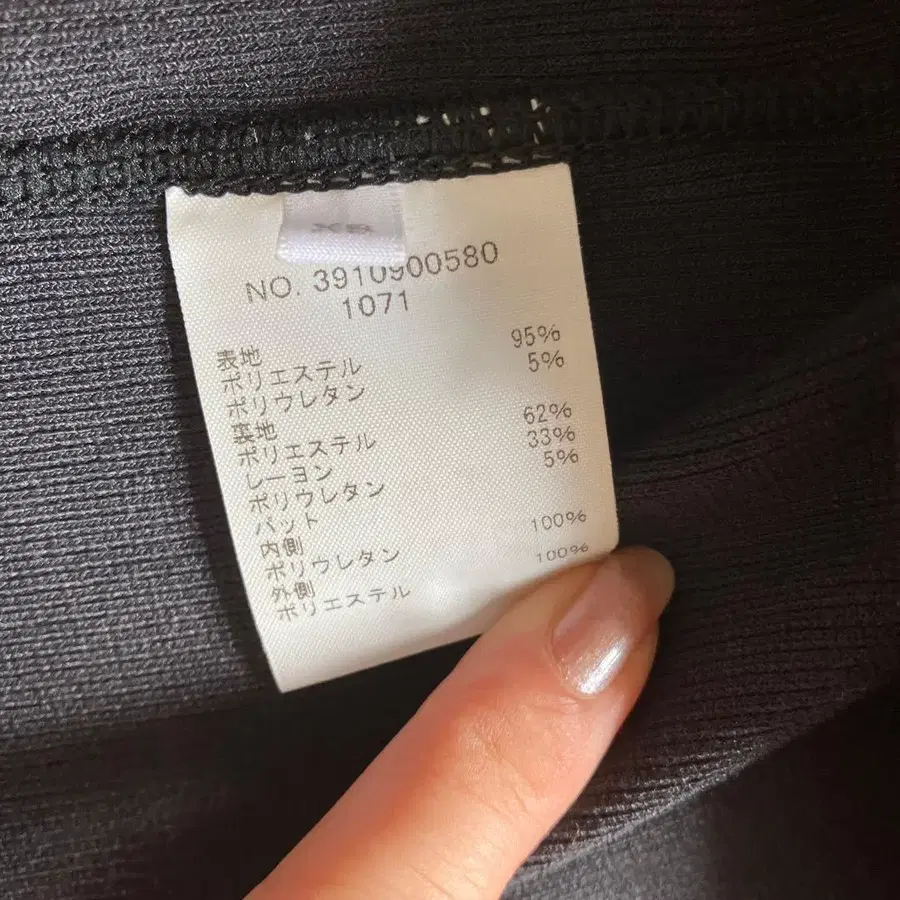 NO. 3910900580
1071
表地
ポリエステル 95%
ポリウレタン 5%
裏地
ポリエステル 62%
レーヨン 33%
ポリウレタン 5%
パット
内側
ポリウレタン 100%
外側
ポリエステル 100%